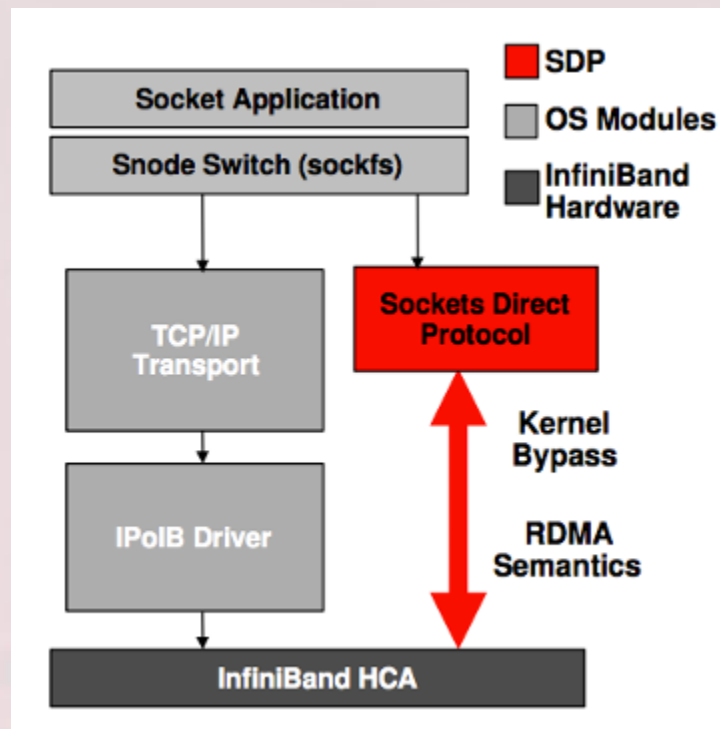 Socket Application
Snode Switch (sockfs)
SDP
OS Modules
InfiniBand
Hardware
TCP/IP
Transport
Sockets Direct
Protocol
Kernel
Bypass
IPoIB Driver
RDMA
Semantics
InfiniBand HCA